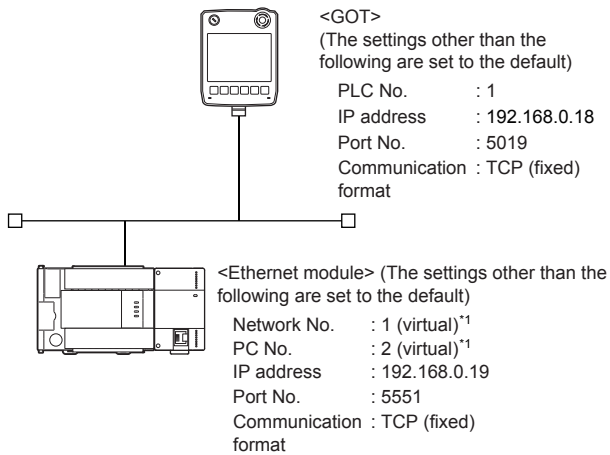 <GOT>
(The settings other than the
following are set to the default)
PLC No. : 1
IP address : 192.168.0.18
Port No. : 5019
Communication : TCP (fixed)
format
<Ethernet module> (The settings other than the
following are set to the default)
Network No. : 1 (virtual)*1
PC No. : 2 (virtual)*1
IP address : 192.168.0.19
Port No. : 5551
Communication : TCP (fixed)
format